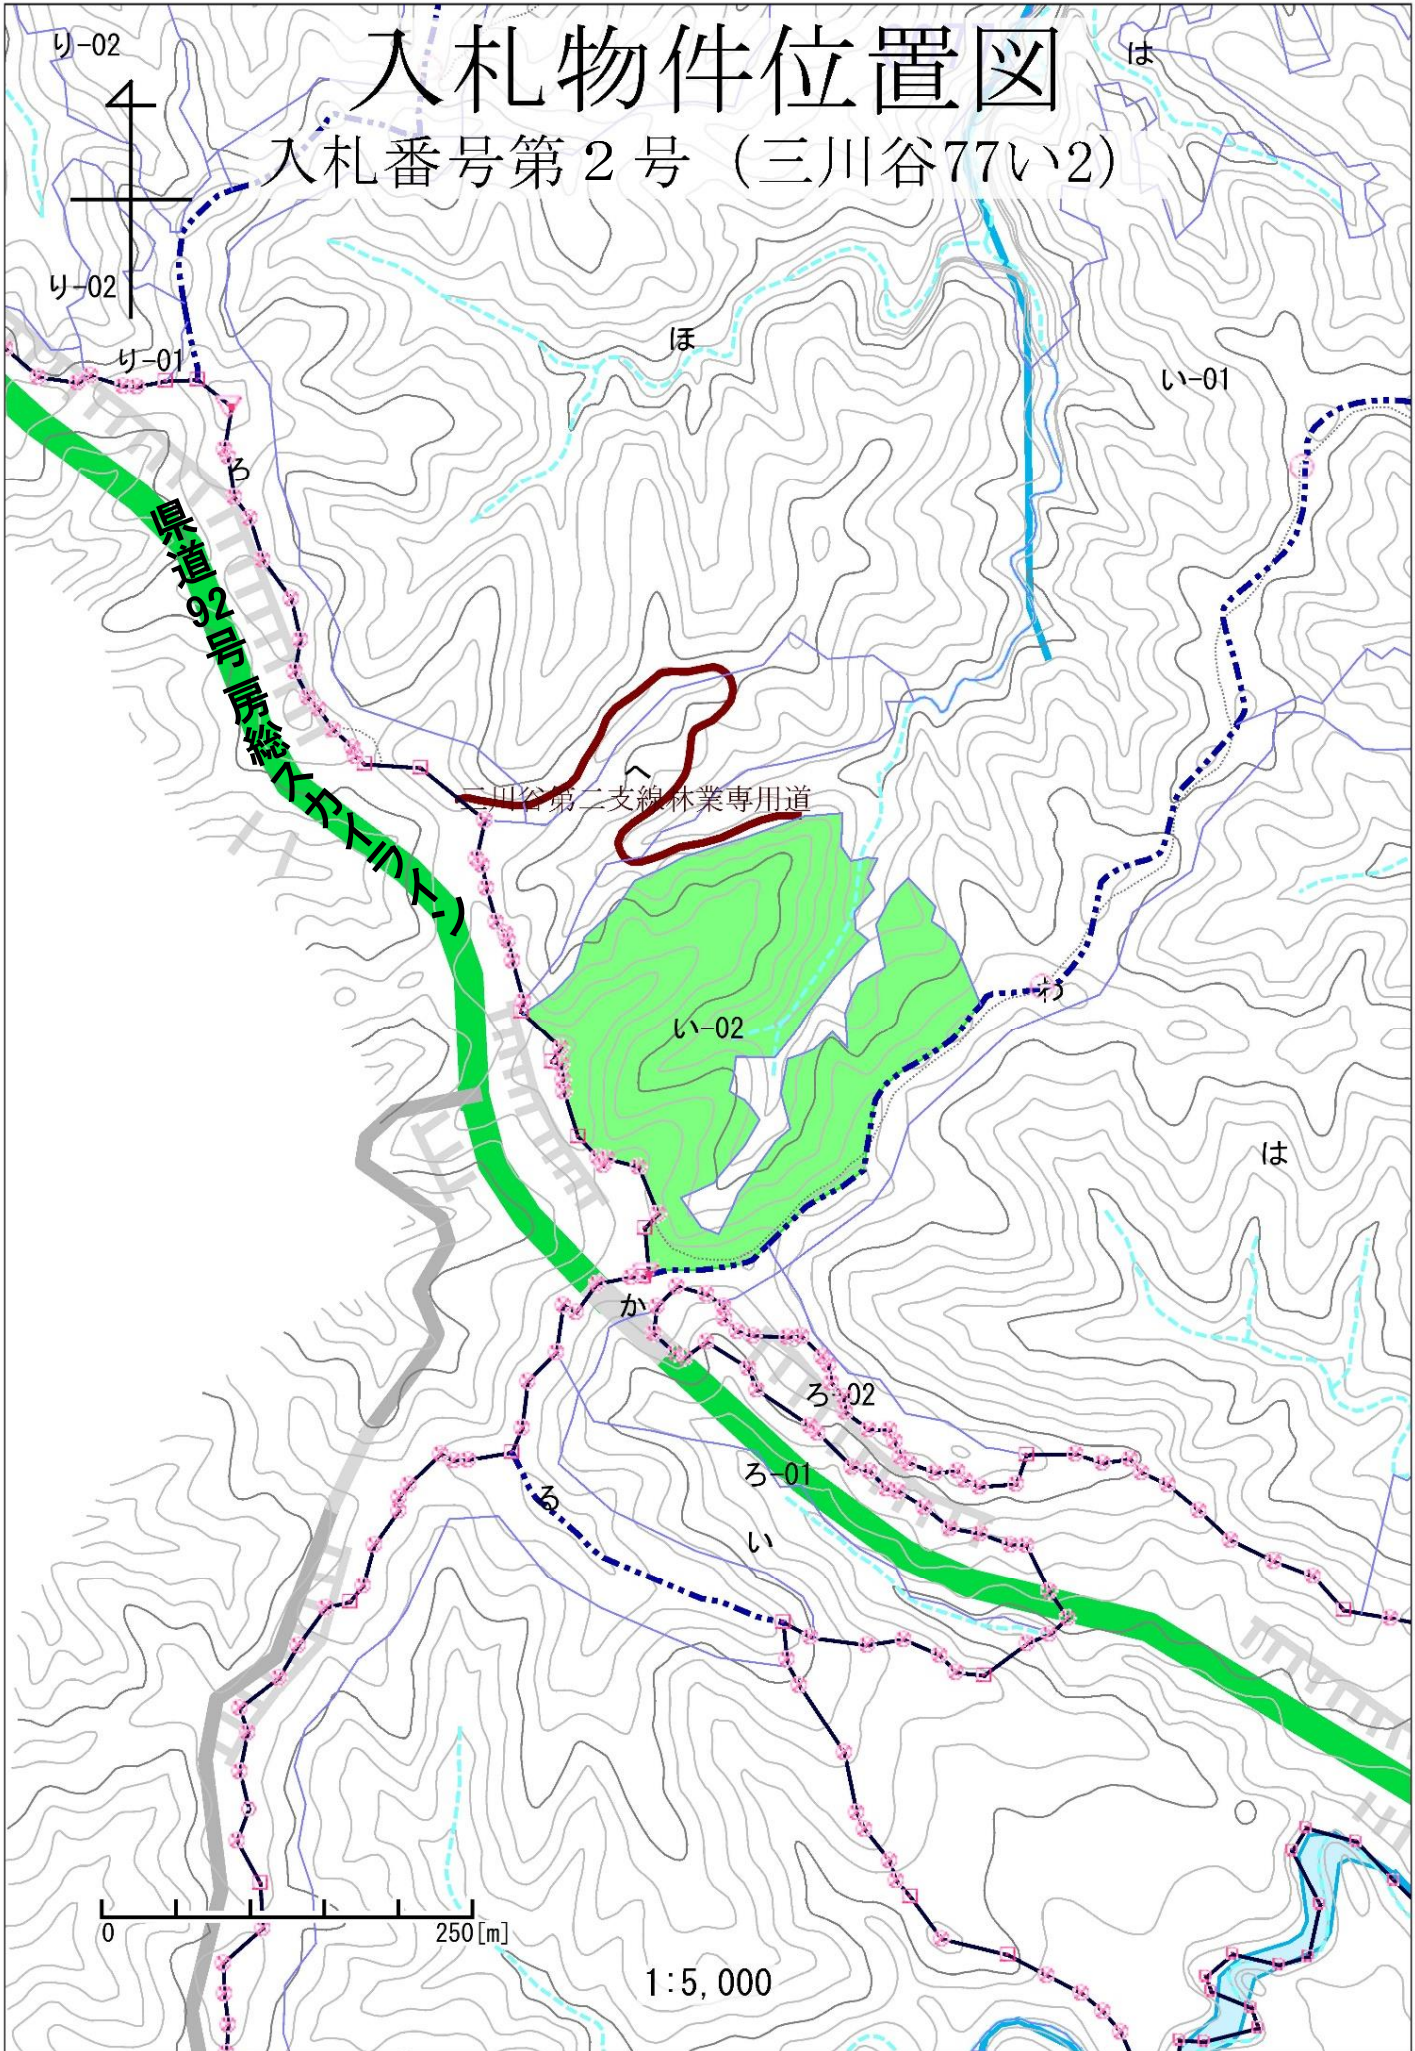 入札物件位置図
入札番号第２号（三川谷77い2）
り-02
は
り-02
ほ
り-01
い-01
ろ
県道92号 房総スカイライン
へ
三川谷第二支線林業専用道
わ
い-02
は
か
ろ-02
ろ-01
る
い
0
250[m]
1:5,000